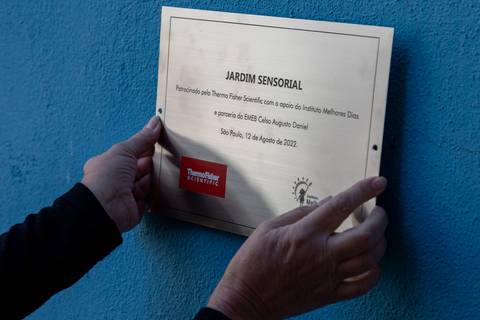 JARDIM SENSORIAL
Patrocinado pela Thermo Fisher Scientific com o apoio do Instituto Melhores Dias
e parceria da EMEB Celso Augusto Daniel
São Paulo, 12 de Agosto de 2022.
ThermoFisher
SCIENTIFIC